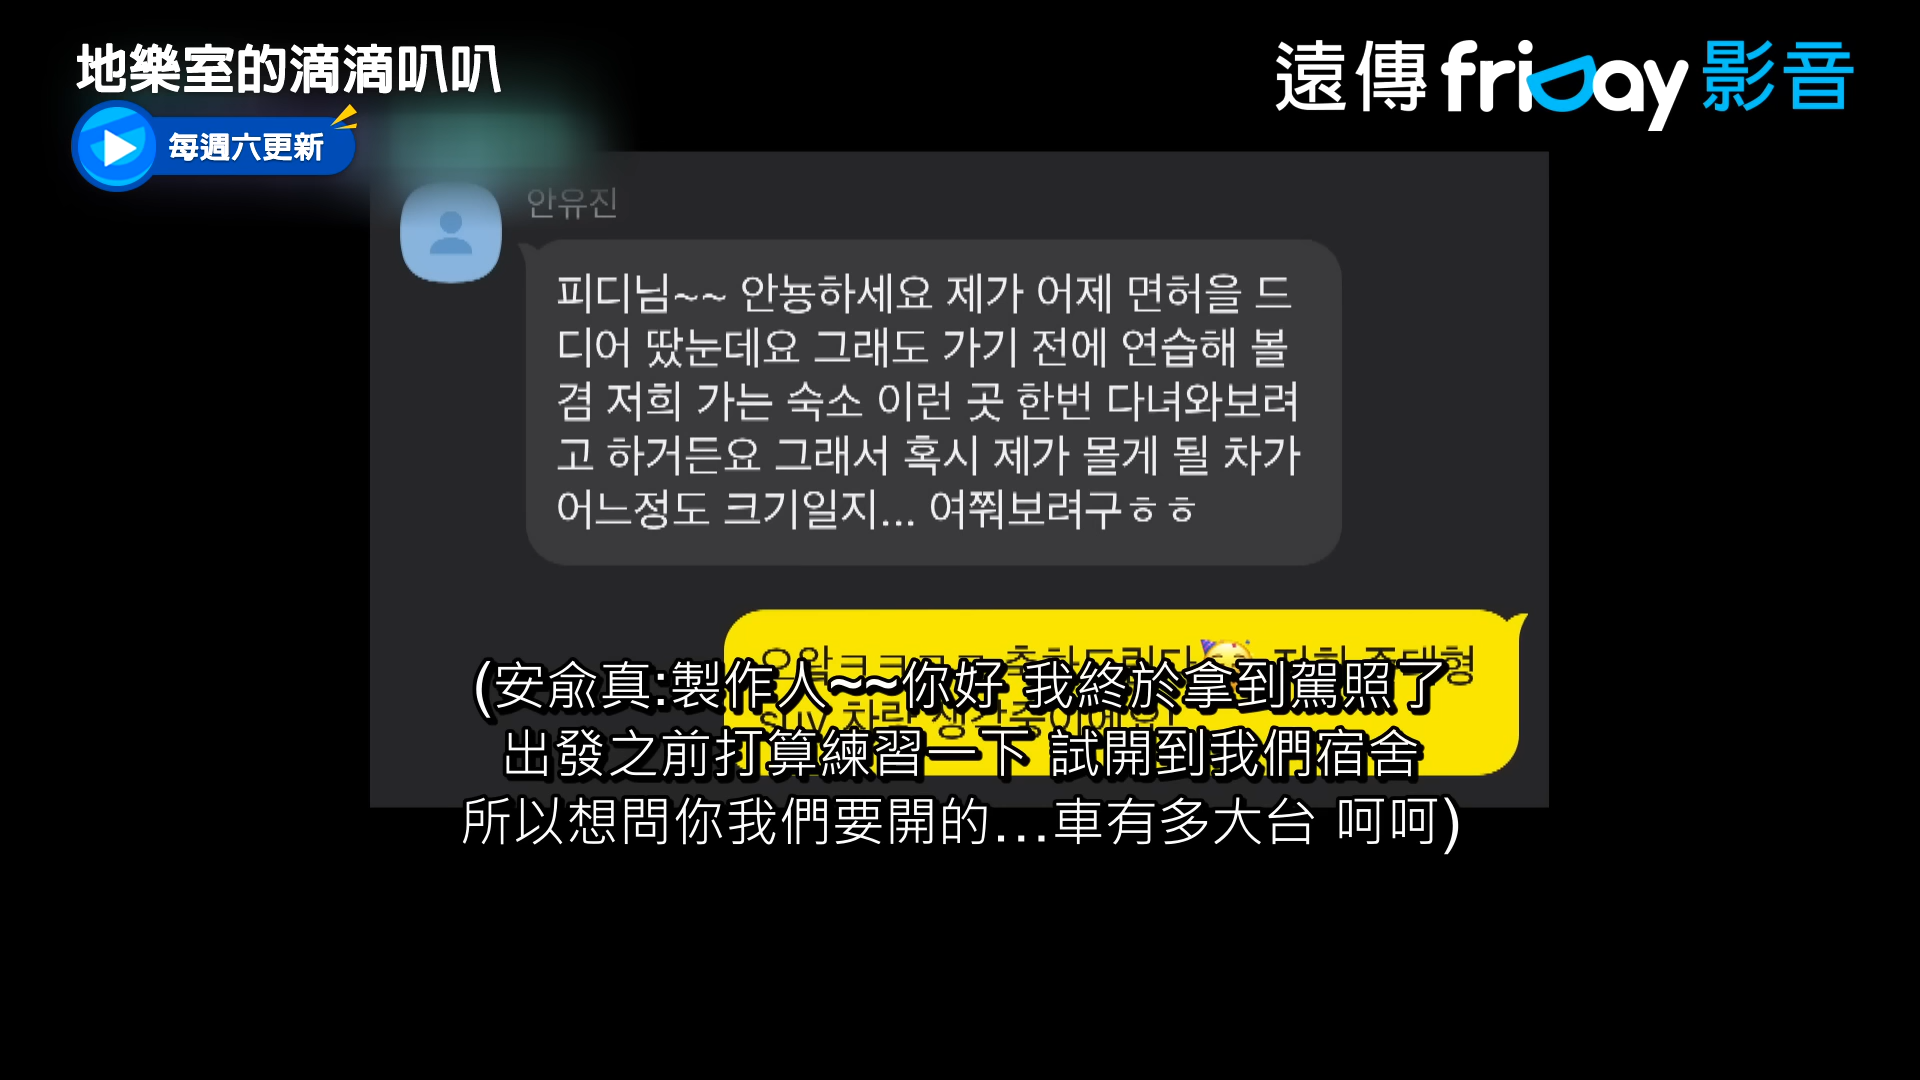 地樂室的滴滴叭叭
每週六更新
遠傳friDay影音
안유진
피디님~~ 안뇽하세요 제가 어제 면허을 드
디어 땄눈데요 그래도 가기 전에 연습해 볼
겸 저희 가는 숙소 이런 곳 한번 다녀와보려
고 하거든요 그래서 혹시 제가 몰게 될 차가
어느정도 크기일지... 여쭤보려구ㅎㅎ
(安兪真:製作人~~你好 我終於拿到駕照了
出發之前打算練習一下 試開到我們宿舍
所以想問你我們要開的...車有多大台 呵呵)